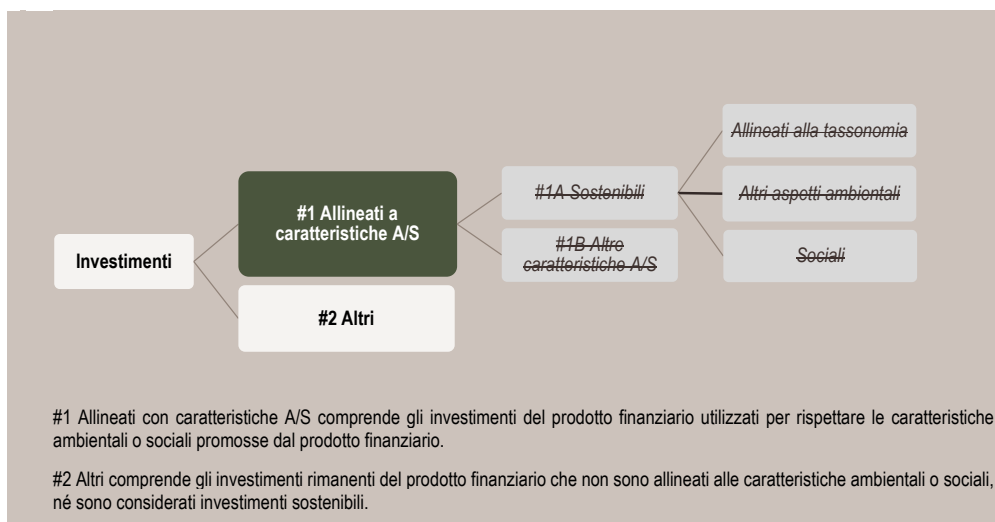 Allineati alla tassonomia
#1 Allineati a
caratteristiche A/S
#1A Sostenibili
Altri aspetti ambientali
Investimenti
#1B Altre
caratteristiche A/S
Sociali
#2 Altri
#1 Allineati con caratteristiche A/S comprende gli investimenti del prodotto finanziario utilizzati per rispettare le caratteristiche
ambientali o sociali promosse dal prodotto finanziario.
#2 Altri comprende gli investimenti rimanenti del prodotto finanziario che non sono allineati alle caratteristiche ambientali o sociali,
né sono considerati investimenti sostenibili.